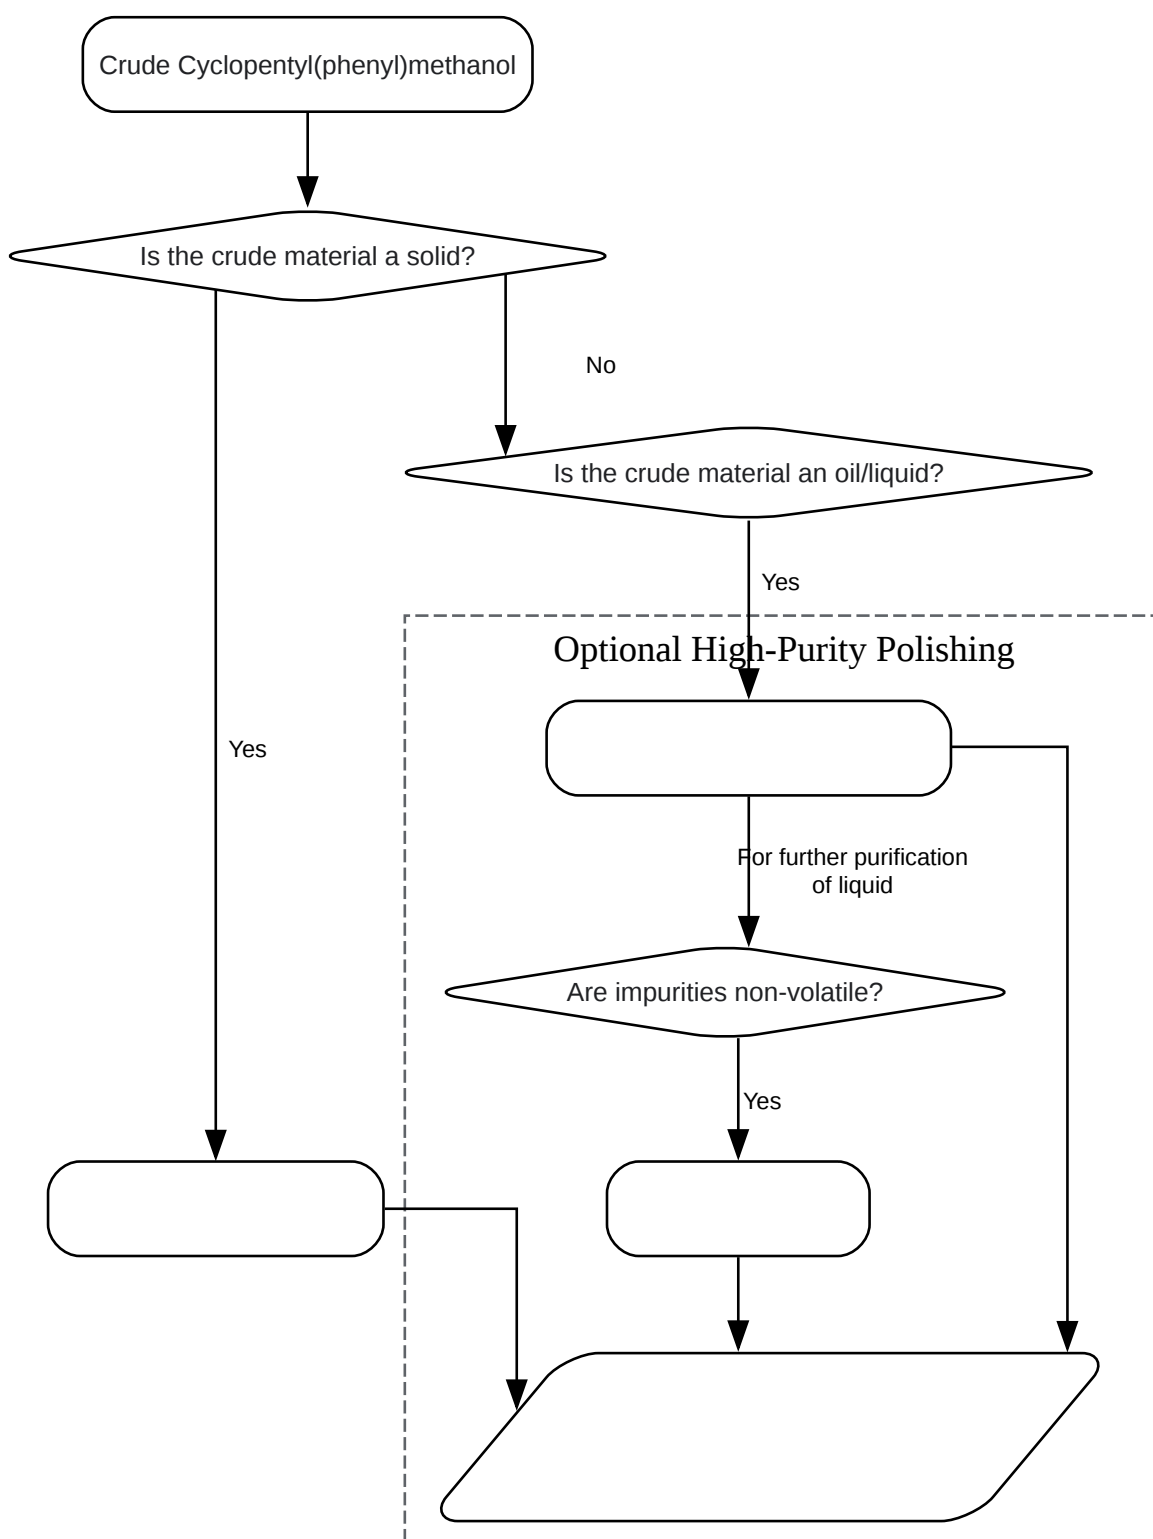 Crude Cyclopentyl(phenyl)methanol
Is the crude material a solid?
No
Is the crude material an oil/liquid?
Yes
Optional High-Purity Polishing
Yes
For further purification
of liquid
Are impurities non-volatile?
Yes